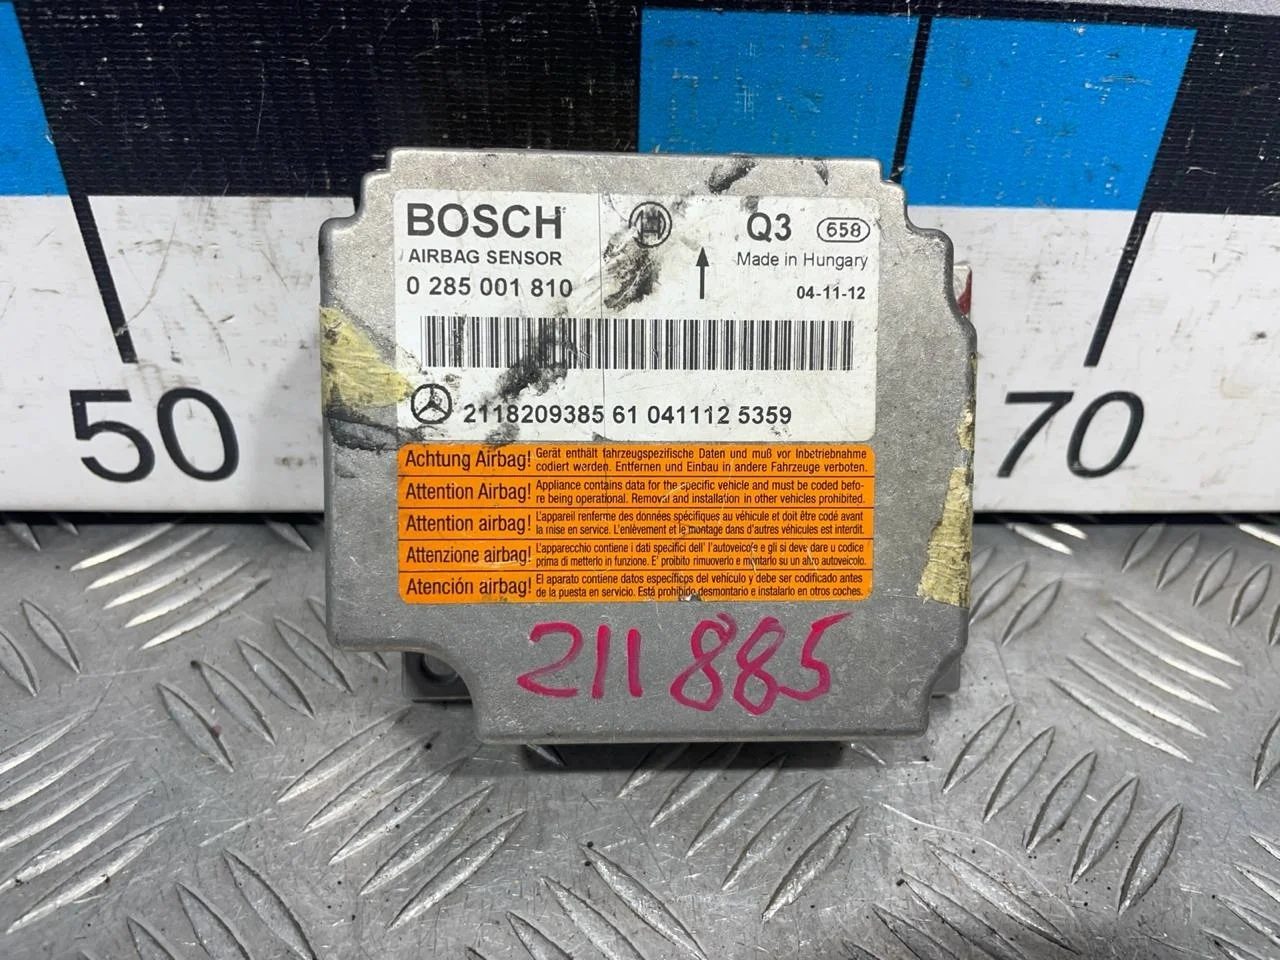 BOSCH
Q3 658
AIRBAG SENSOR
Made in Hungary
0 285 001 810
04-11-12
2118209385 61 041112 5359
Achtung Airbag! Gerät enthält fahrzeugspezifische Daten und muß vor Inbetriebnahme
codiert werden. Entfernen und Einbau in andere Fahrzeuge verboten.
Attention Airbag! Appliance contains data for the specific vehicle and must be coded befo-
re being operational. Removal and installation in other vehicles prohibited.
Attention airbag! L'appareil renferme des données spécifiques au véhicule et doit être codé avant
la mise en service. L'enlèvement et le montage dans d'autres véhicules est interdit.
Attenzione airbag! L'apparecchio contiene i dati specifici dell' l'autoveicolo e gli si deve dare u codice
prima di metterlo in funzione. E' proibito rimuoverlo e montarlo su un altro autoveicolo.
Atención airbag! El aparato contiene datos específicos del vehículo y debe ser codificado antes
de la puesta en servicio. Está prohibido desmontario e instalarlo en otros coches.
211 885
50
70